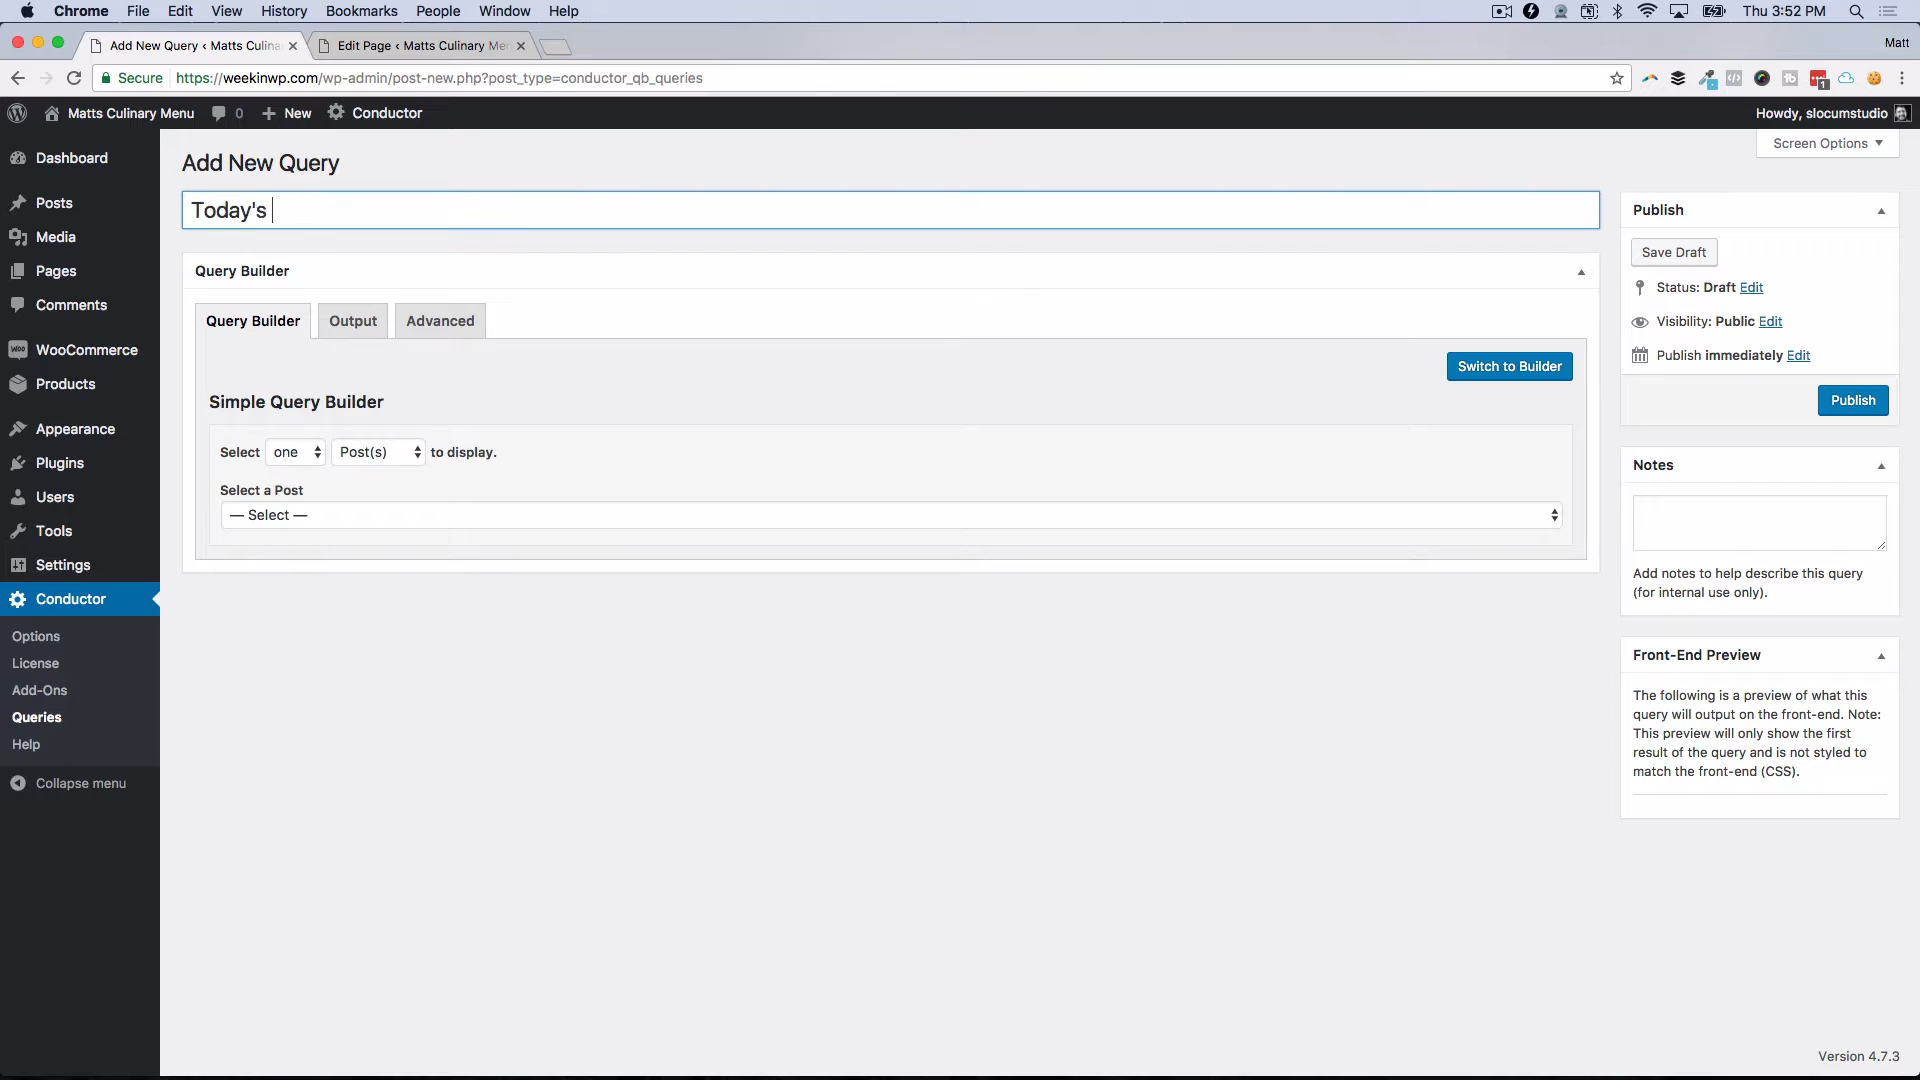 Chrome File Edit View History Bookmarks People Window Help Thu 3:52 PM
Add New Query ‹ Matts Culina
Edit Page ‹ Matts Culinary Me
Matt
Secure https://weekinwp.com/wp-admin/post-new.php?post_type=conductor_qb_queries
1
Matts Culinary Menu 0 New Conductor
Howdy, slocumstudio
Screen Options
Dashboard
Posts
Media
Pages
Comments
WooCommerce
Products
Appearance
Plugins
Users
Tools
Settings
Conductor
Options
License
Add-Ons
Queries
Help
Collapse menu
Add New Query
Today's
Query Builder
Query Builder Output Advanced
Switch to Builder
Simple Query Builder
Select one Post(s) to display.
Select a Post
— Select —
Publish
Save Draft
Status: Draft Edit
Visibility: Public Edit
Publish immediately Edit
Publish
Notes
Add notes to help describe this query
(for internal use only).
Front-End Preview
The following is a preview of what this
query will output on the front-end. Note:
This preview will only show the first
result of the query and is not styled to
match the front-end (CSS).
Version 4.7.3